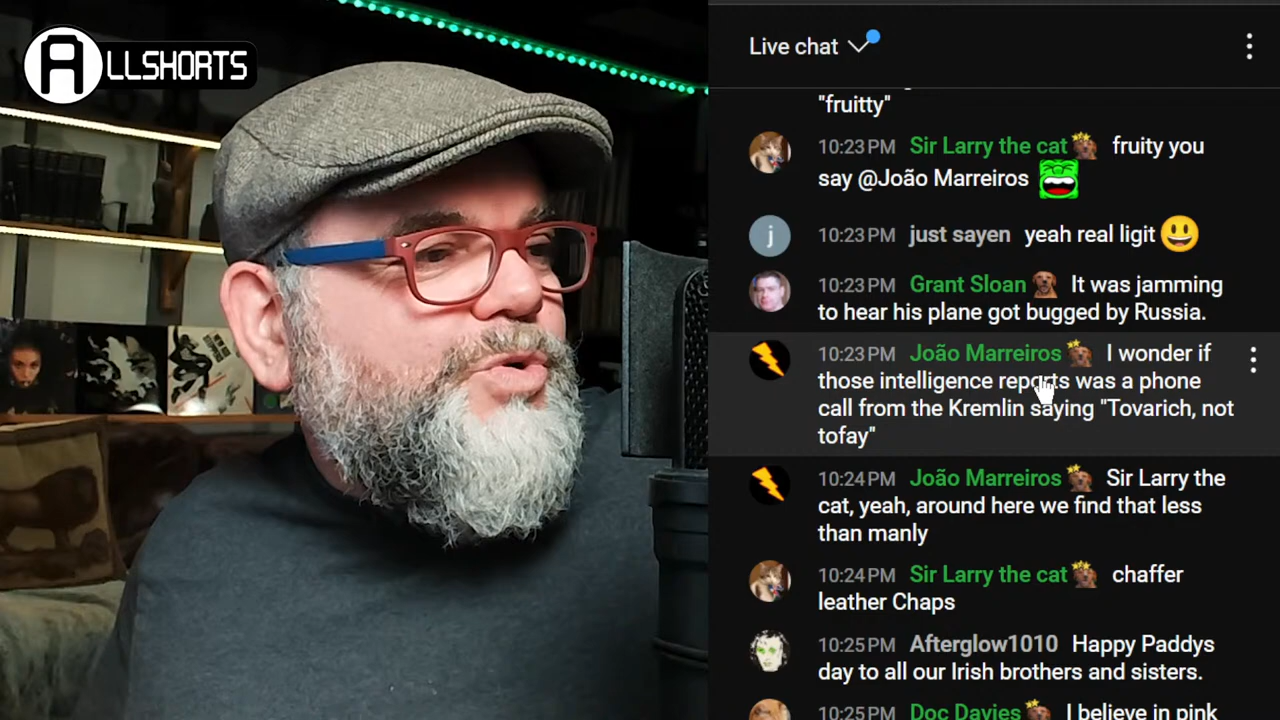 ALLSHORTS
Live chat
"fruitty"
10:23 PM Sir Larry the cat fruity you
say @João Marreiros
j
10:23 PM just sayen yeah real ligit
10:23 PM Grant Sloan It was jamming
to hear his plane got bugged by Russia.
10:23 PM João Marreiros I wonder if
those intelligence reports was a phone
call from the Kremlin saying "Tovarich, not
tofay"
10:24 PM João Marreiros Sir Larry the
cat, yeah, around here we find that less
than manly
10:24 PM Sir Larry the cat chaffer
leather Chaps
10:25 PM Afterglow1010 Happy Paddys
day to all our Irish brothers and sisters.
10:25 PM Doc Davies I believe in pink